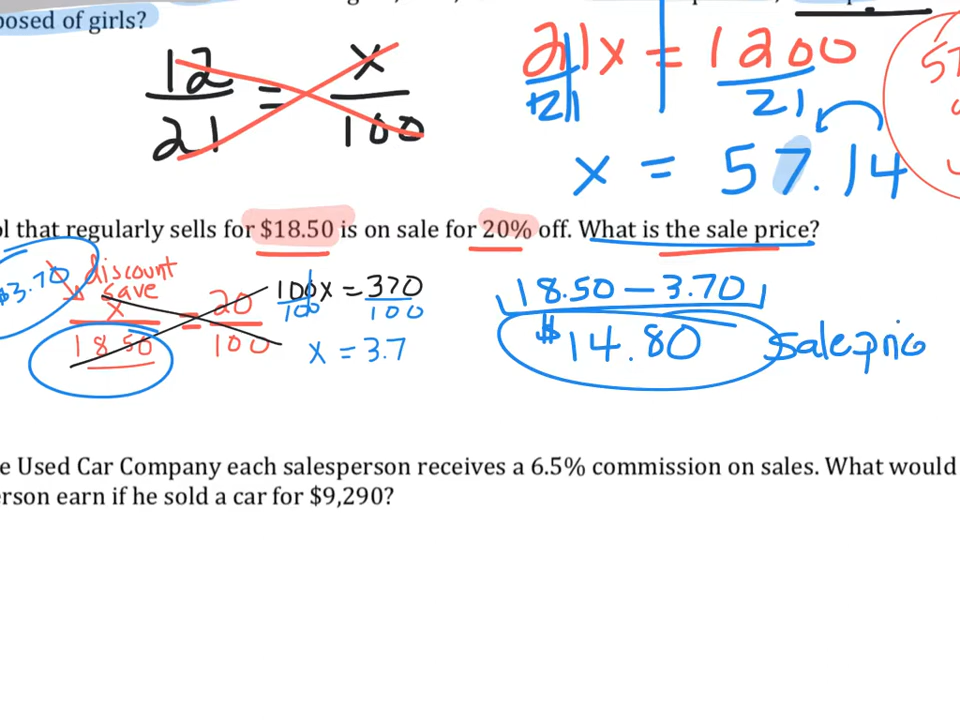 posed of girls?
12/21 = x/100
21x = 1200
21 21
x = 57.14
ol that regularly sells for $18.50 is on sale for 20% off. What is the sale price?
$3.70
discount
save
x/18.50 = 20/100
100x = 370
100 100
x = 3.7
18.50 – 3.70
$14.80 sale pric
e Used Car Company each salesperson receives a 6.5% commission on sales. What would
erson earn if he sold a car for $9,290?